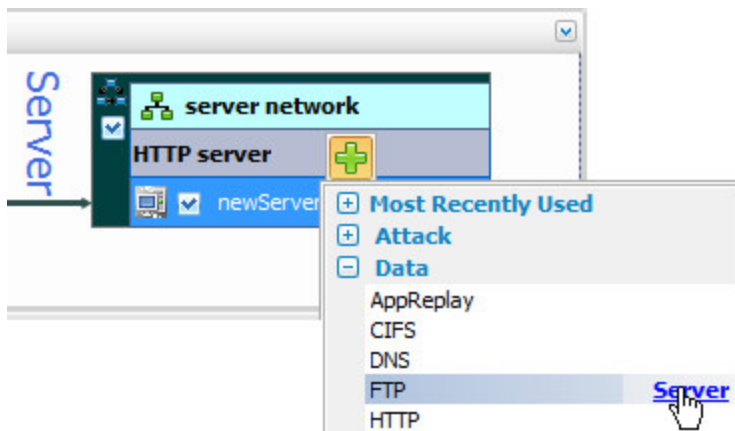 Server
server network
HTTP server
newServer
Most Recently Used
Attack
Data
AppReplay
CIFS
DNS
FTP Server
HTTP